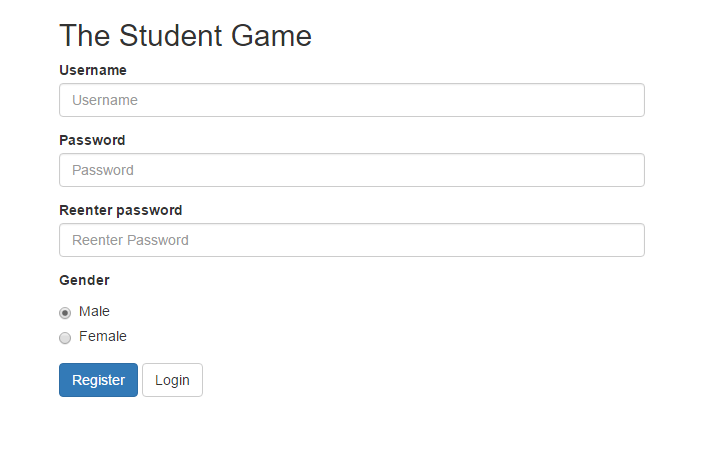 The Student Game
Username
Username
Password
Password
Reenter password
Reenter Password
Gender
Male
Female
Register Login